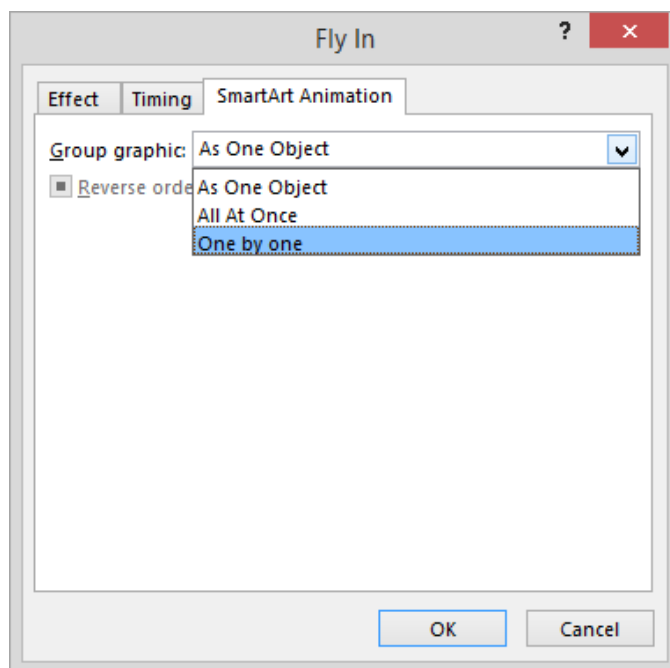 Fly In
?
Effect Timing SmartArt Animation
Group graphic: As One Object
Reverse orde
As One Object
All At Once
One by one
OK Cancel